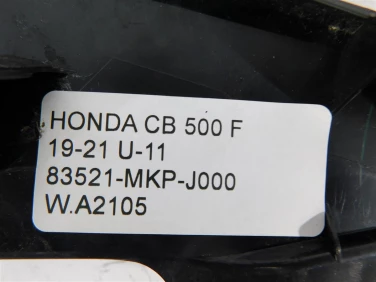 HONDA CB 500 F
19-21 U-11
83521-MKP-J000
W.A2105